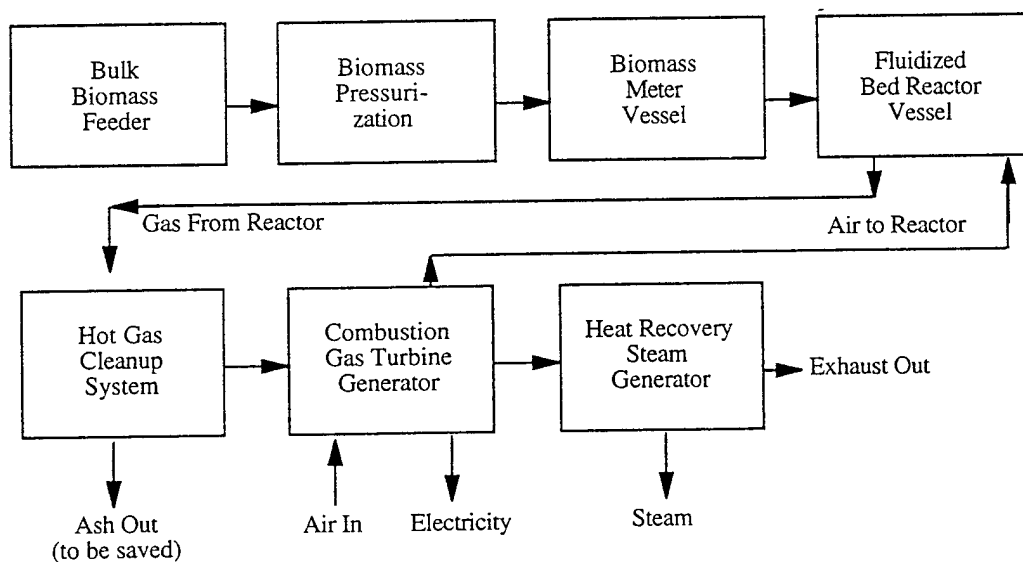 Bulk
Biomass
Feeder
Biomass
Pressuri-
zation
Biomass
Meter
Vessel
Fluidized
Bed Reactor
Vessel
Gas From Reactor
Air to Reactor
Hot Gas
Cleanup
System
Combustion
Gas Turbine
Generator
Heat Recovery
Steam
Generator
Exhaust Out
Ash Out
(to be saved)
Air In
Electricity
Steam